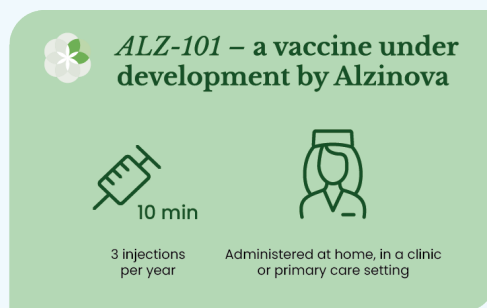 ALZ-101 – a vaccine under
development by Alzinova
10 min
3 injections
per year
Administered at home, in a clinic
or primary care setting